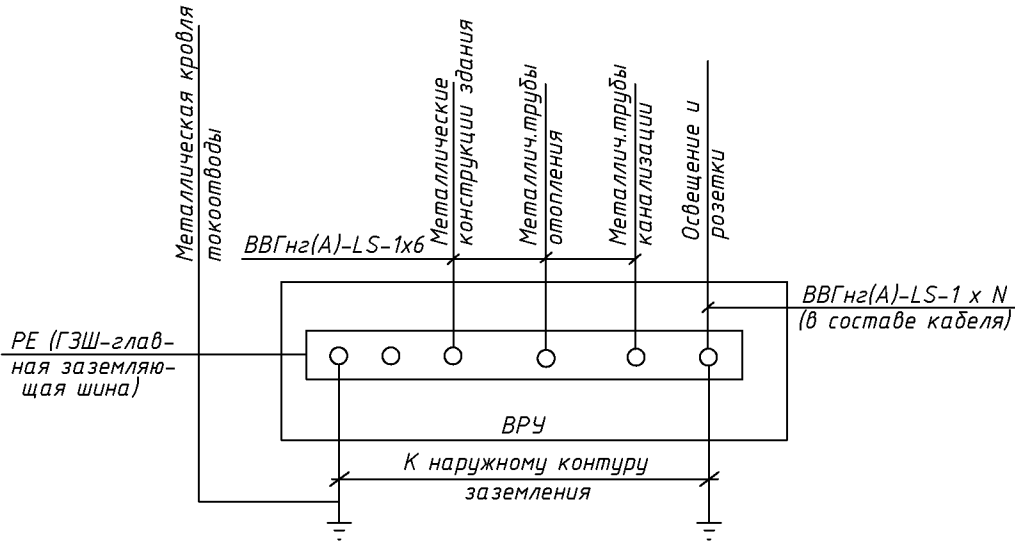 Металлическая кровля
токоотводы
Металлические
конструкции здания
Металлич.трубы
отопления
Металлич.трубы
канализации
Освещение и
розетки
ВВГнг(А)-LS-1х6
ВВГнг(А)-LS-1 х N
(в составе кабеля)
РЕ (ГЗШ-глав-
ная заземляю-
щая шина)
ВРУ
К наружному контуру
заземления